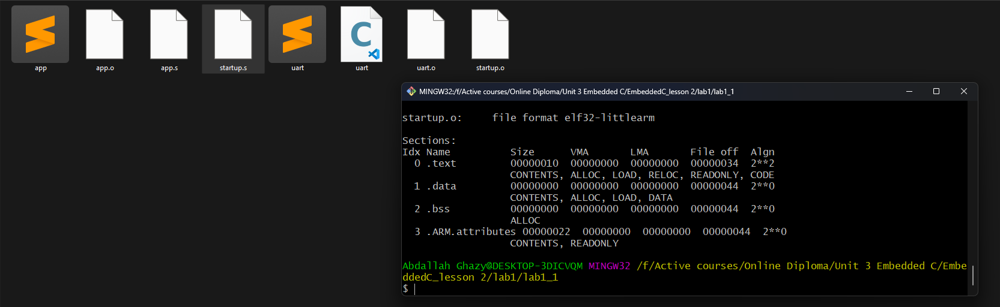 app
app.o
app.s
startup.s
uart
C
uart
uart.o
startup.o
MINGW32:/f/Active courses/Online Diploma/Unit 3 Embedded C/EmbeddedC_lesson 2/lab1/lab1_1
startup.o:     file format elf32-littlearm
Sections:
Idx Name          Size      VMA       LMA       File off  Algn
  0 .text         00000010  00000000  00000000  00000034  2**2
                  CONTENTS, ALLOC, LOAD, RELOC, READONLY, CODE
  1 .data         00000000  00000000  00000000  00000044  2**0
                  CONTENTS, ALLOC, LOAD, DATA
  2 .bss          00000000  00000000  00000000  00000044  2**0
                  ALLOC
  3 .ARM.attributes 00000022  00000000  00000000  00000044  2**0
                  CONTENTS, READONLY
Abdallah Ghazy@DESKTOP-3DICVQM MINGW32 /f/Active courses/Online Diploma/Unit 3 Embedded C/Embe
ddedC_lesson 2/lab1/lab1_1
$